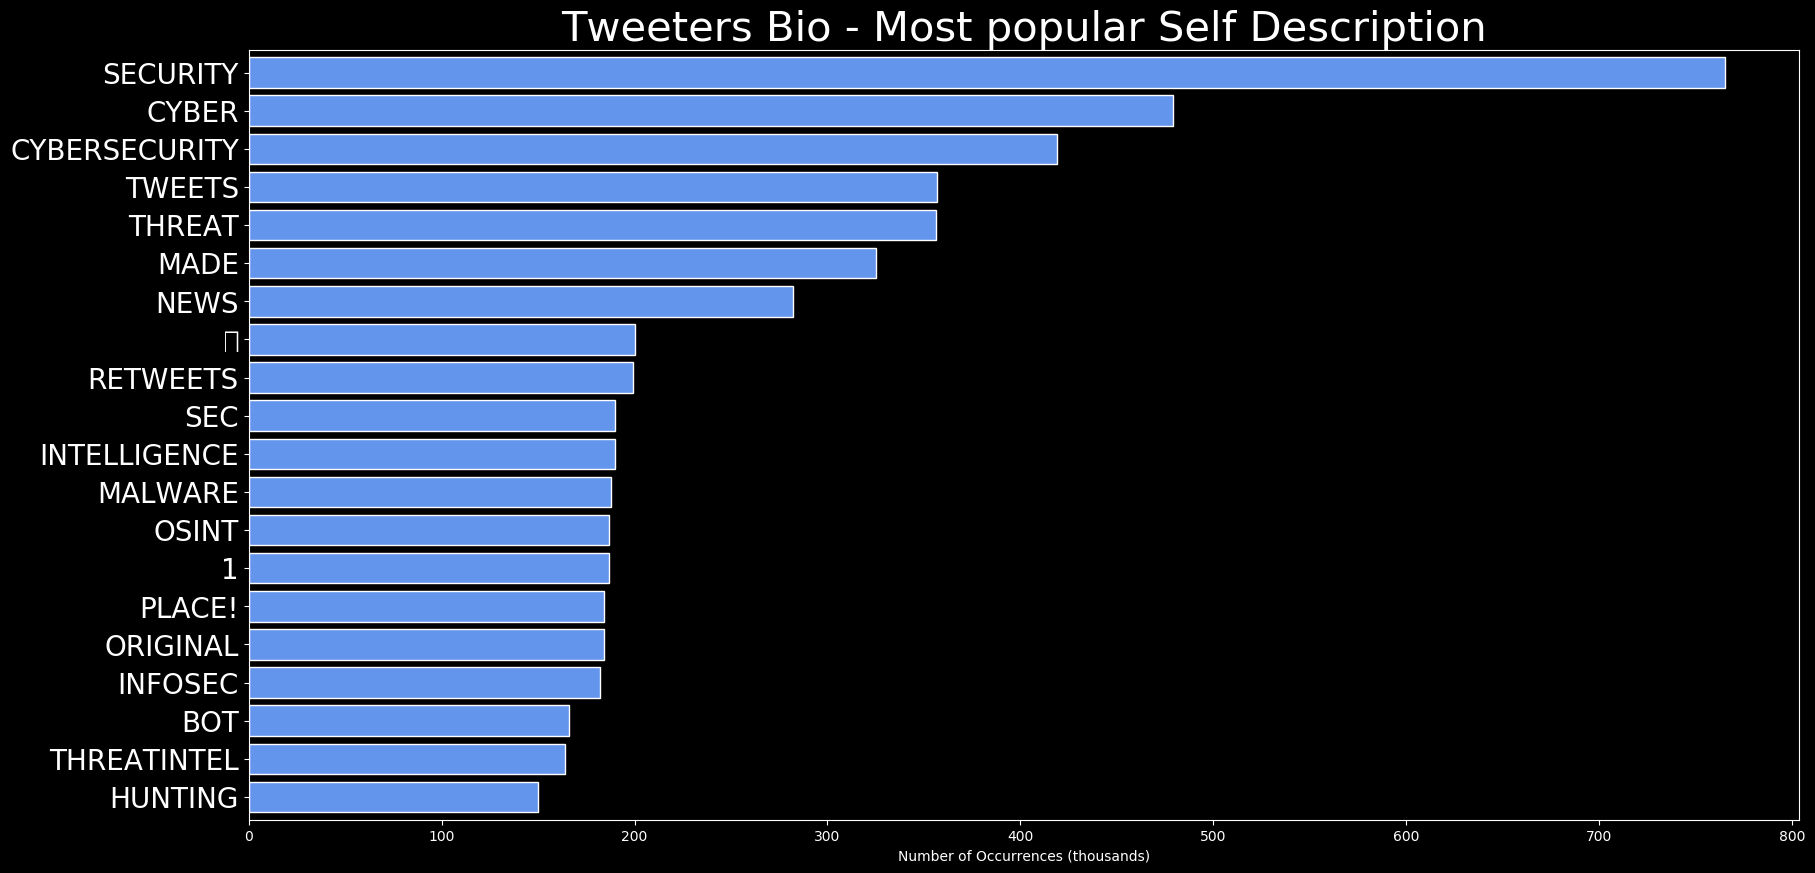 Tweeters Bio - Most popular Self Description
SECURITY
CYBER
CYBERSECURITY
TWEETS
THREAT
MADE
NEWS
RETWEETS
SEC
INTELLIGENCE
MALWARE
OSINT
1
PLACE!
ORIGINAL
INFOSEC
BOT
THREATINTEL
HUNTING
0 100 200 300 400 500 600 700 800
Number of Occurrences (thousands)